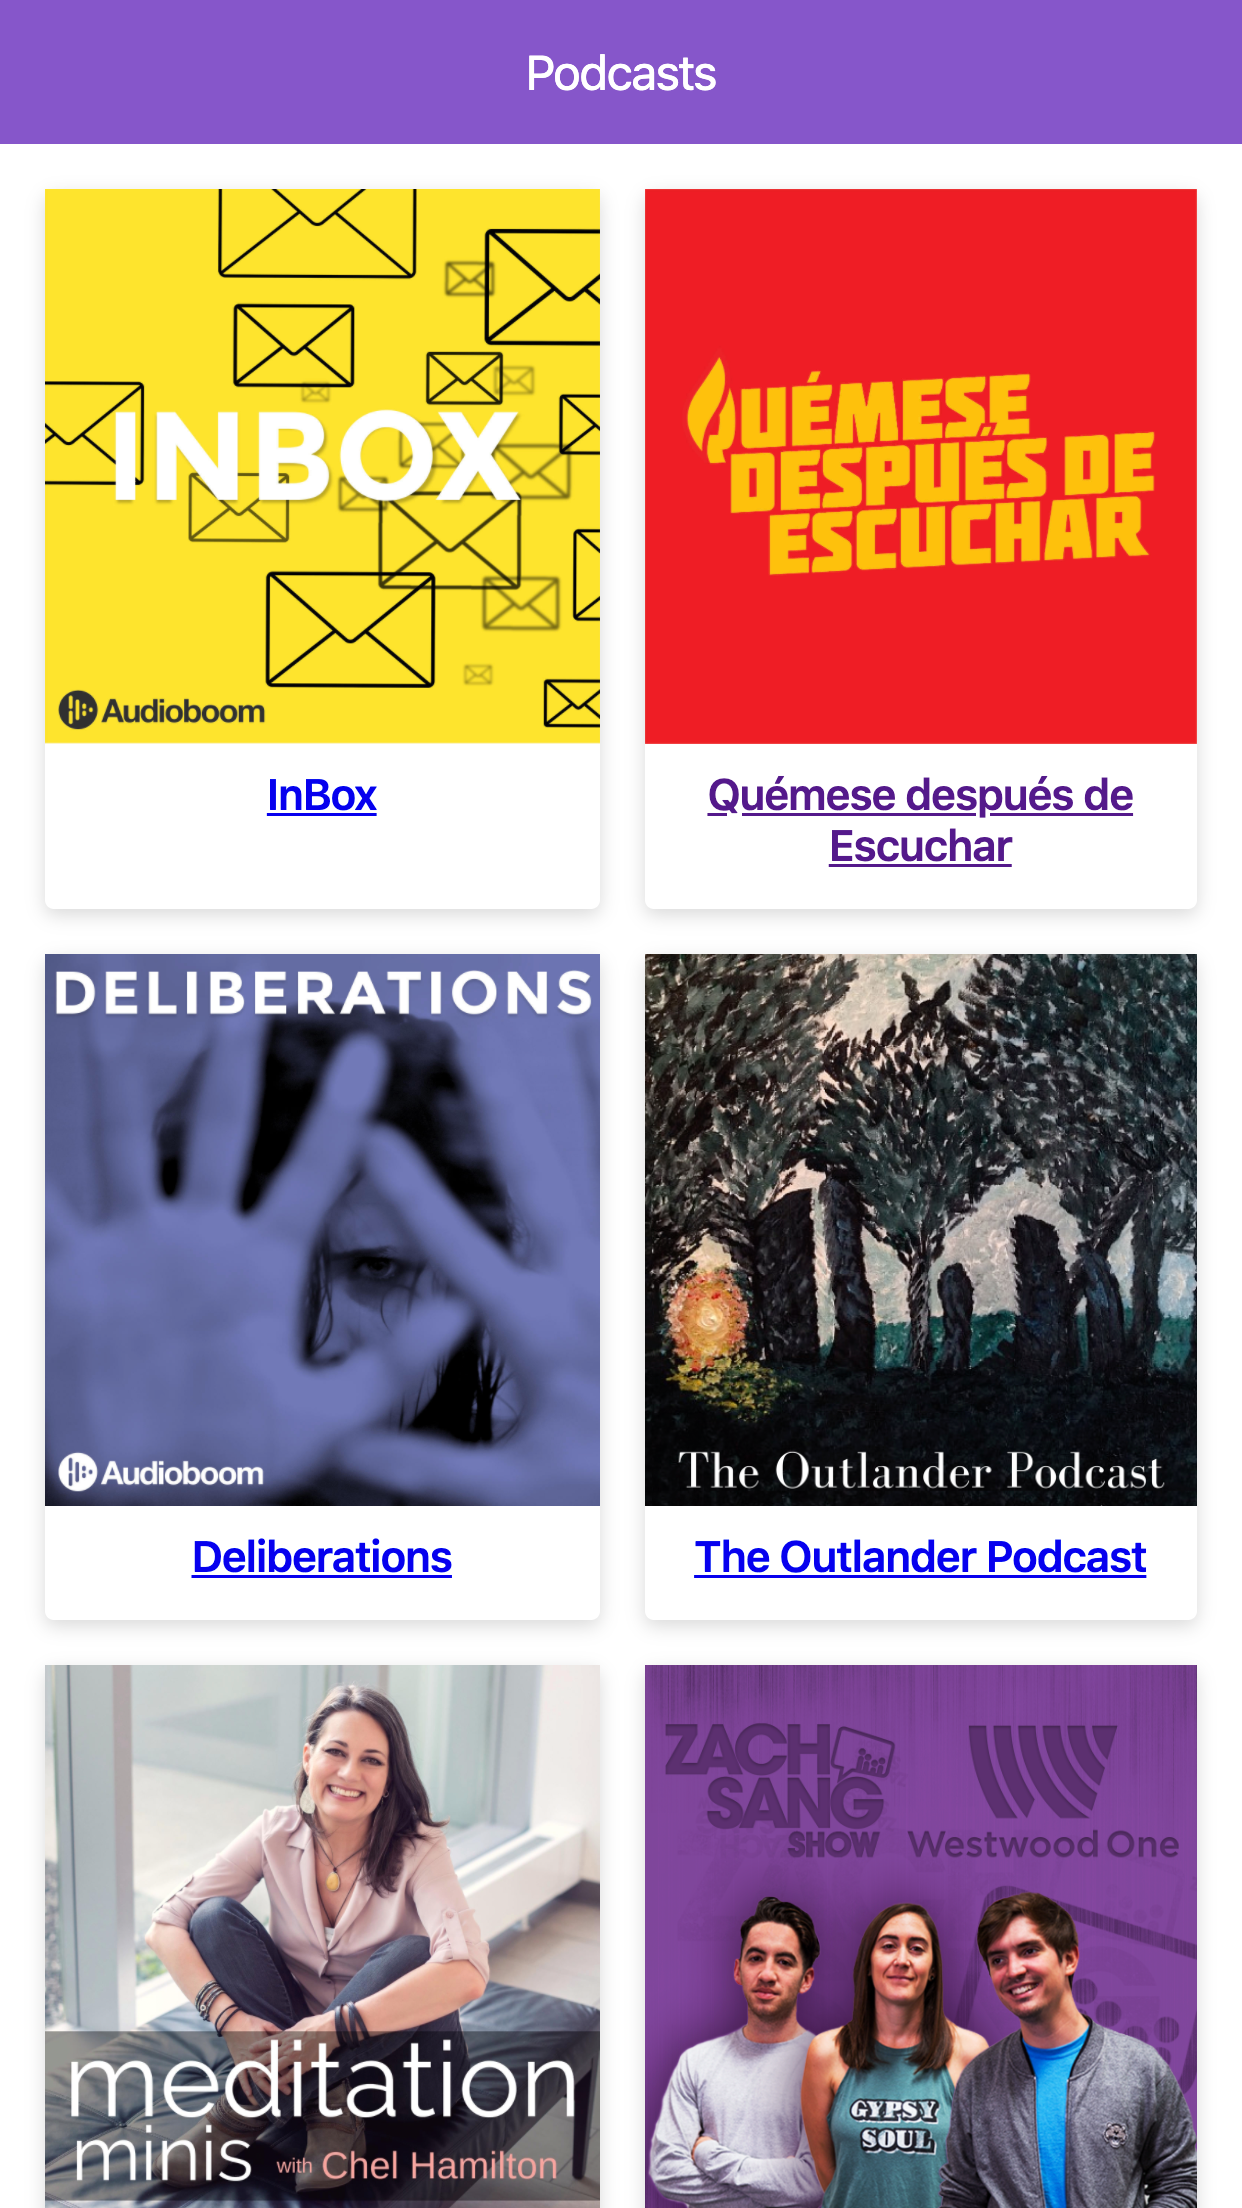 Podcasts
INBOX
Audioboom
InBox
QUÉMESE
DESPUÉS DE
ESCUCHAR
Quémese después de
Escuchar
DELIBERATIONS
Audioboom
Deliberations
The Outlander Podcast
The Outlander Podcast
meditation
minis with Chel Hamilton
ZACH
SANG
SHOW
Westwood One
GYPSY
SOUL